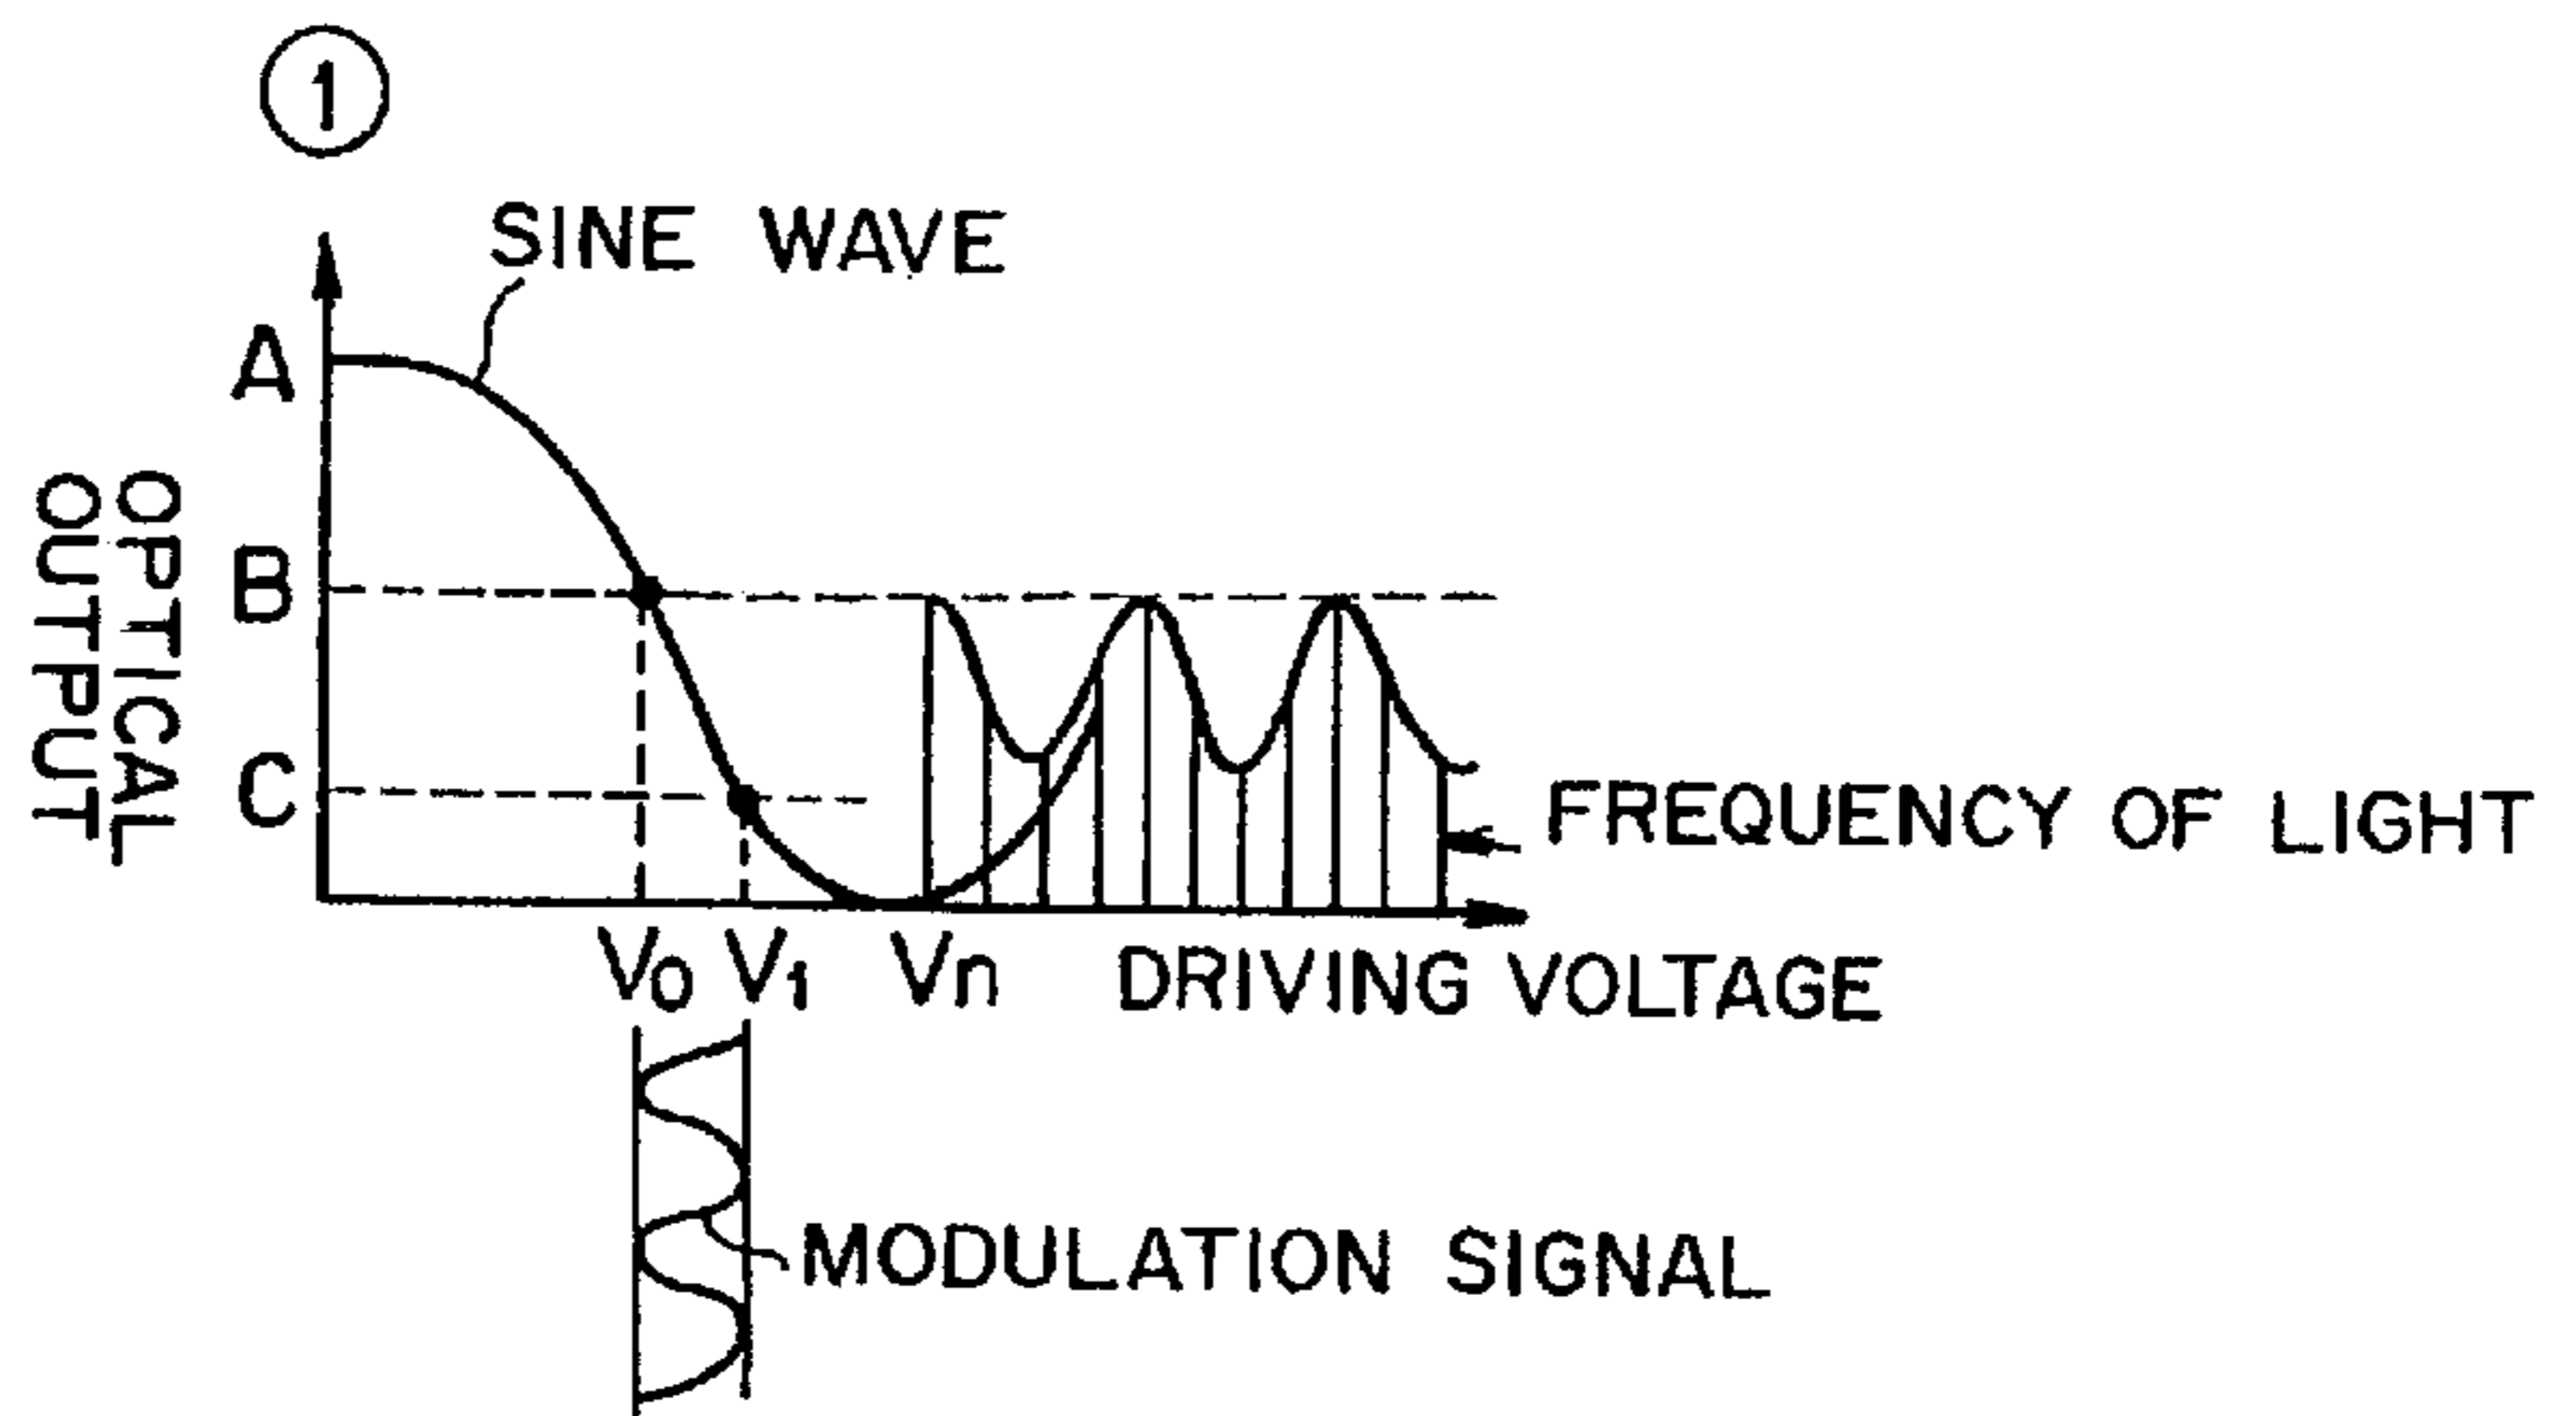 1
SINE WAVE
A
B
C
OPTICAL
OUTPUT
FREQUENCY OF LIGHT
V0 V1 Vn DRIVING VOLTAGE
MODULATION SIGNAL